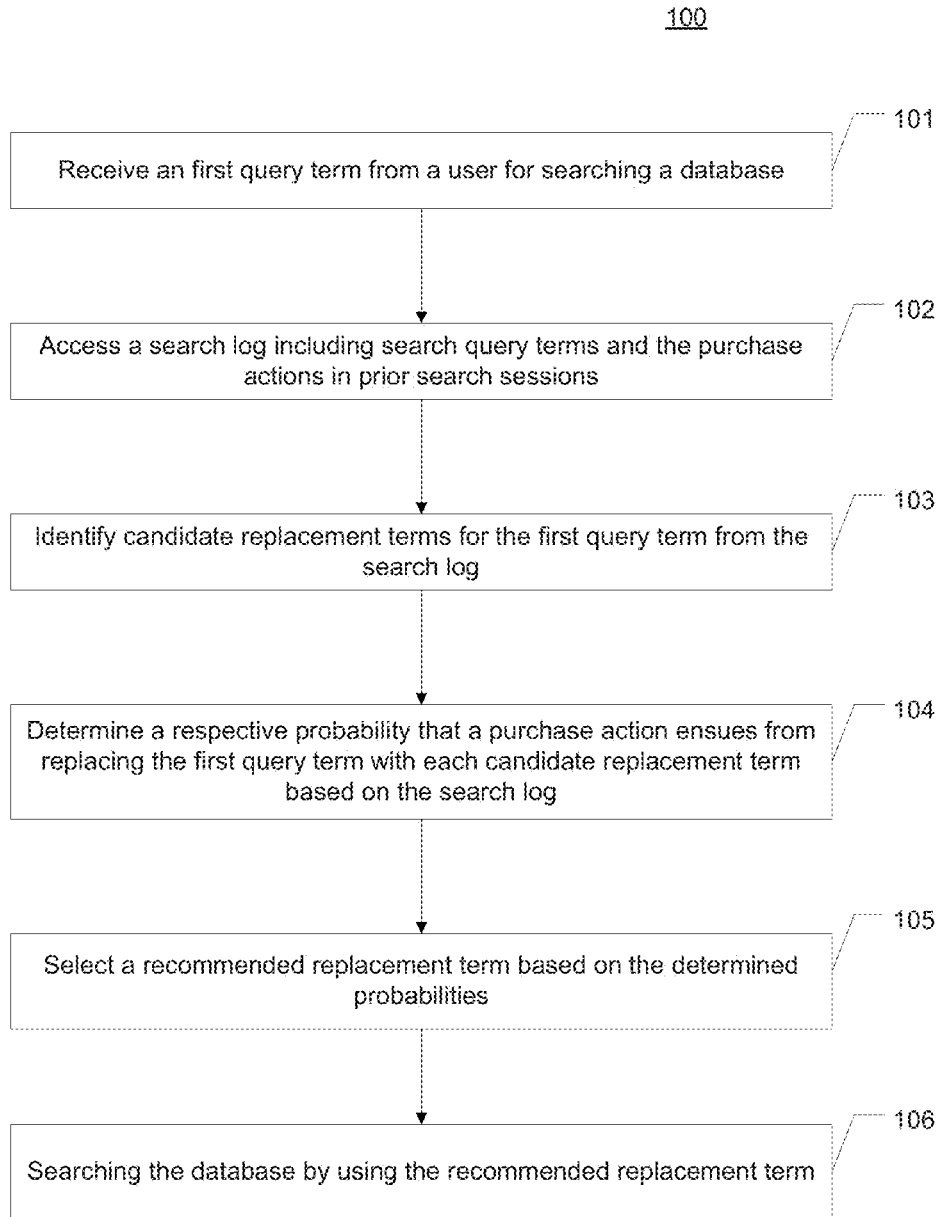 100
101
Receive an first query term from a user for searching a database
102
Access a search log including search query terms and the purchase
actions in prior search sessions
103
Identify candidate replacement terms for the first query term from the
search log
104
Determine a respective probability that a purchase action ensues from
replacing the first query term with each candidate replacement term
based on the search log
105
Select a recommended replacement term based on the determined
probabilities
106
Searching the database by using the recommended replacement term